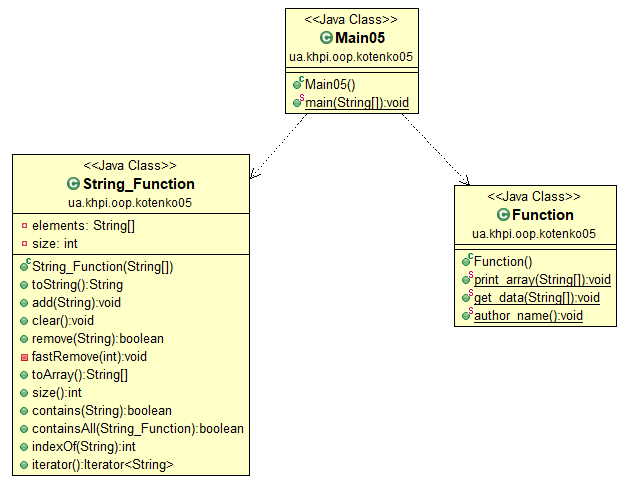 <<Java Class>>
Main05
ua.khpi.oop.kotenko05
Main05()
main(String[]):void
<<Java Class>>
String_Function
ua.khpi.oop.kotenko05
elements: String[]
size: int
String_Function(String[])
toString():String
add(String):void
clear():void
remove(String):boolean
fastRemove(int):void
toArray():String[]
size():int
contains(String):boolean
containsAll(String_Function):boolean
indexOf(String):int
iterator():Iterator<String>
<<Java Class>>
Function
ua.khpi.oop.kotenko05
Function()
print_array(String[]):void
get_data(String[]):void
author_name():void